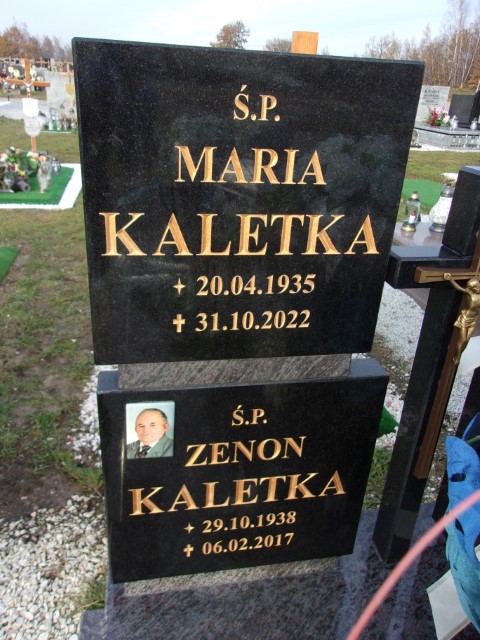 Ś.P.
MARIA
KALETKA
✦ 20.04.1935
✝ 31.10.2022
Ś.P.
ZENON
KALETKA
✦ 29.10.1938
✝ 06.02.2017